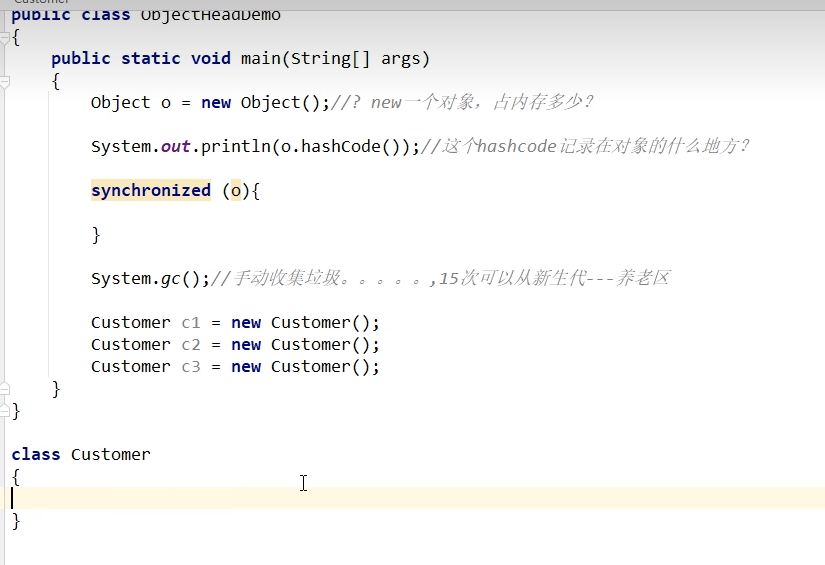 Customer
public class ObjectHeadDemo
{
public static void main(String[] args)
{
Object o = new Object();//? new一个对象，占内存多少？
System.out.println(o.hashCode());//这个hashcode记录在对象的什么地方？
synchronized (o){
}
System.gc();//手动收集垃圾。。。。。,15次可以从新生代---养老区
Customer c1 = new Customer();
Customer c2 = new Customer();
Customer c3 = new Customer();
}
}
class Customer
{
}